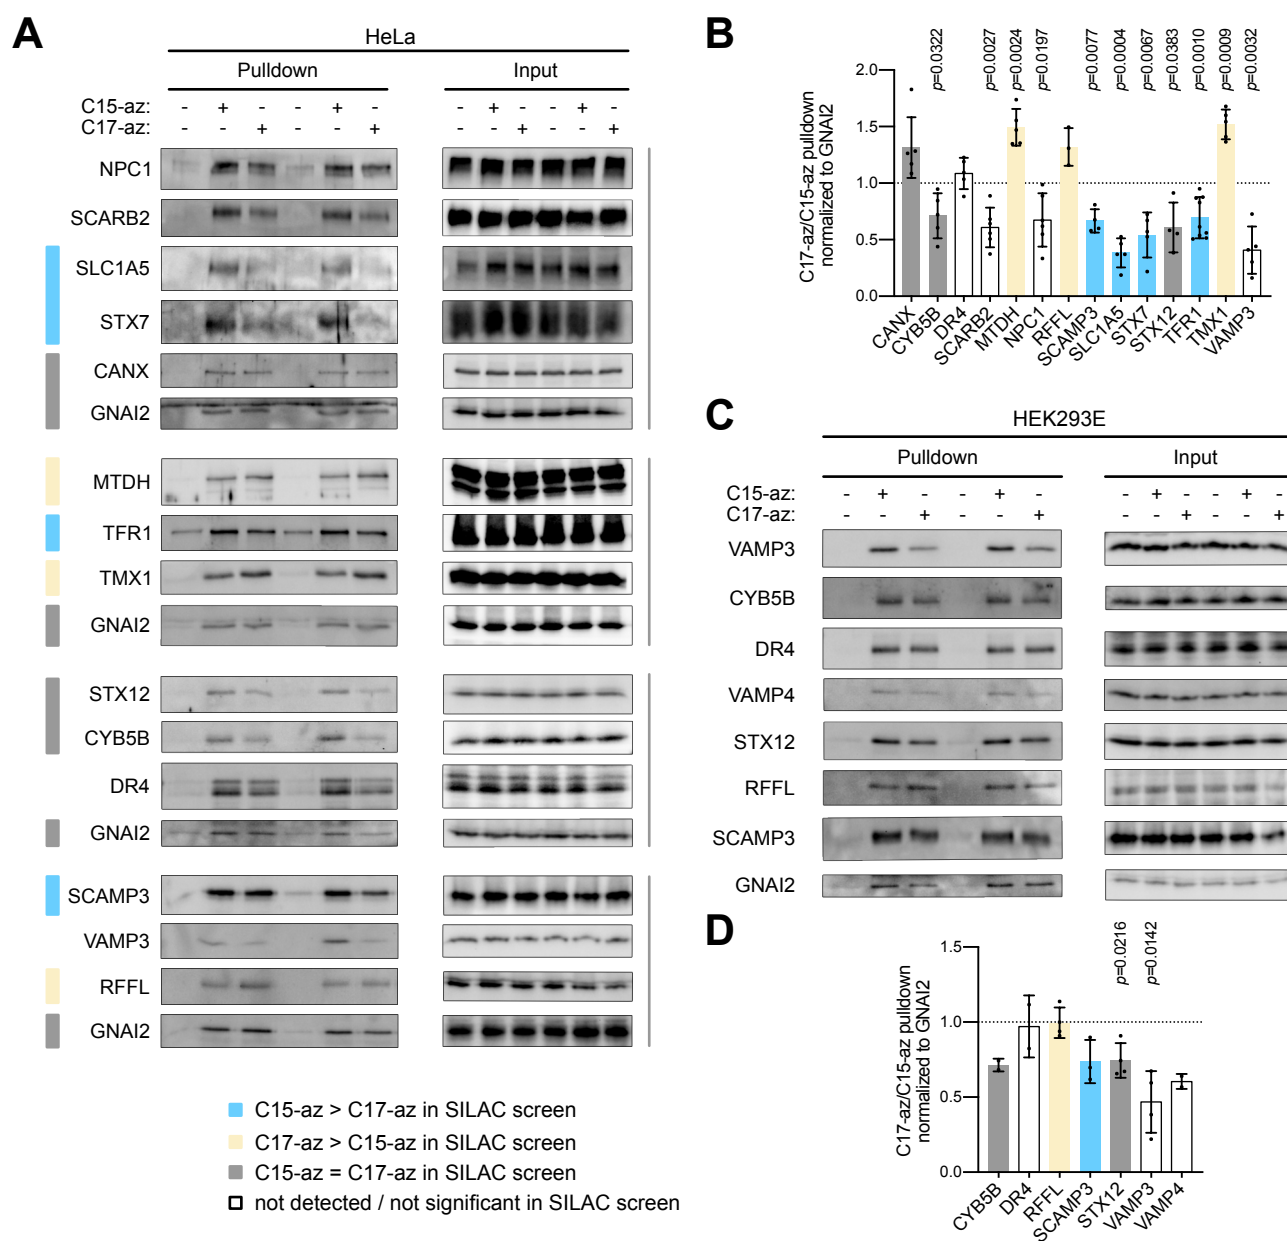 A
HeLa
Pulldown
Input
C15-az: - + - - + - - + - - + -
C17-az: - - + - - + - - + - - +
NPC1
SCARB2
SLC1A5
STX7
CANX
GNAI2
MTDH
TFR1
TMX1
GNAI2
STX12
CYB5B
DR4
GNAI2
SCAMP3
VAMP3
RFFL
GNAI2
C15-az > C17-az in SILAC screen
C17-az > C15-az in SILAC screen
C15-az = C17-az in SILAC screen
not detected / not significant in SILAC screen
B
p=0.0322
p=0.0027
p=0.0024
p=0.0197
p=0.0077
p=0.0004
p=0.0067
p=0.0383
p=0.0010
p=0.0009
p=0.0032
C17-az/C15-az pulldown
normalized to GNAI2
2.0
1.5
1.0
0.5
0.0
CANX
CYB5B
DR4
SCARB2
MTDH
NPC1
RFFL
SCAMP3
SLC1A5
STX7
STX12
TFR1
TMX1
VAMP3
C
HEK293E
Pulldown
Input
C15-az: - + - - + - - + - - + -
C17-az: - - + - - + - - + - - +
VAMP3
CYB5B
DR4
VAMP4
STX12
RFFL
SCAMP3
GNAI2
D
p=0.0216
p=0.0142
C17-az/C15-az pulldown
normalized to GNAI2
1.5
1.0
0.5
0.0
CYB5B
DR4
RFFL
SCAMP3
STX12
VAMP3
VAMP4